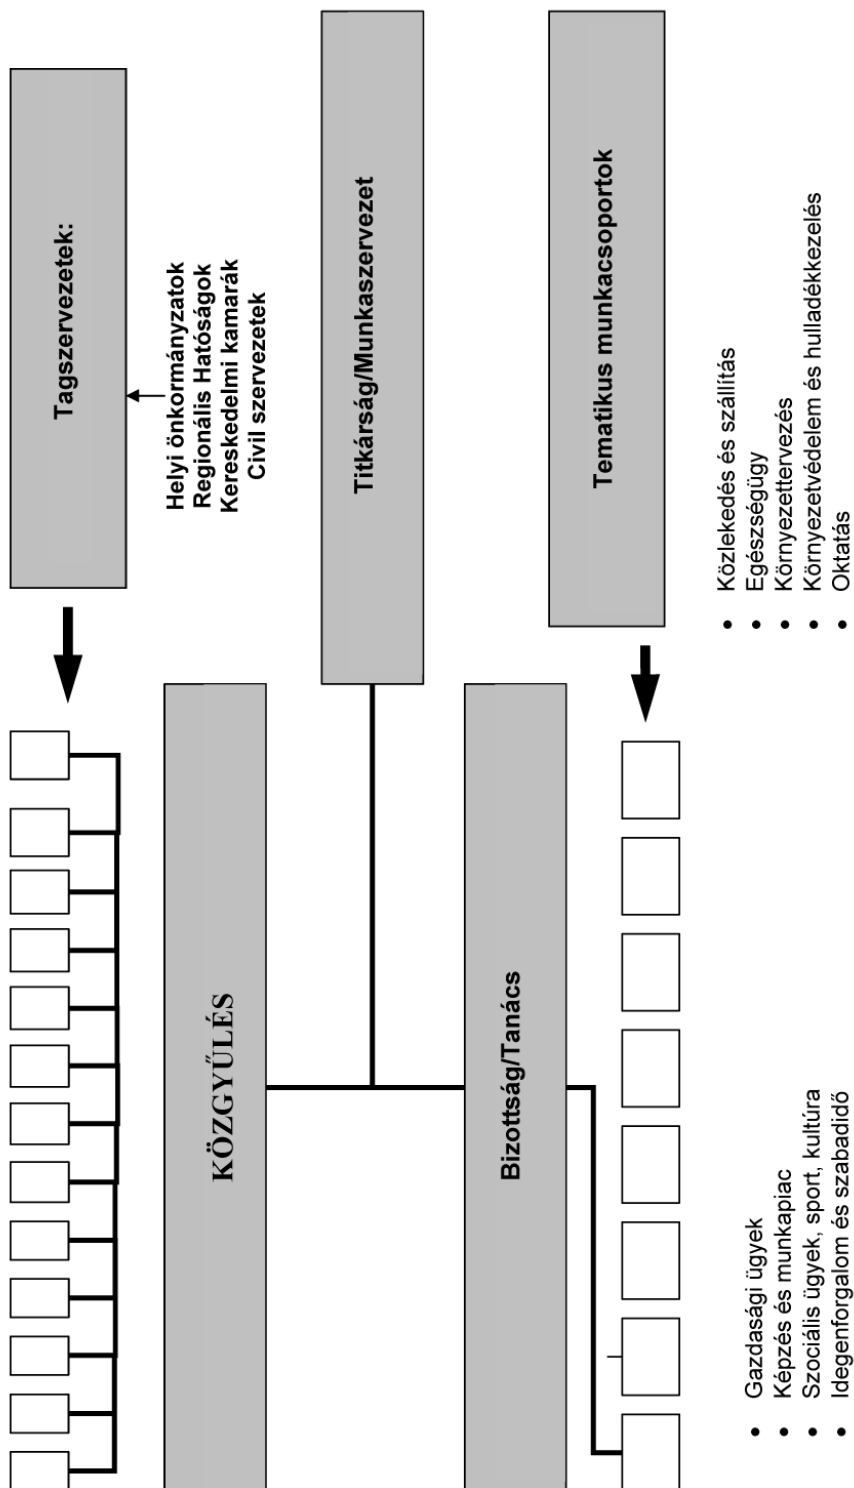 Tagszervezetek:
Helyi önkormányzatok
Regionális Hatóságok
Kereskedelmi kamarák
Civil szervezetek
KÖZGYŰLÉS
Titkárság/Munkaszervezet
Bizottság/Tanács
Tematikus munkacsoportok
• Gazdasági ügyek
• Képzés és munkapiac
• Szociális ügyek, sport, kultúra
• Idegenforgalom és szabadidő
• Közlekedés és szállítás
• Egészségügy
• Környezettervezés
• Környezetvédelem és hulladékkezelés
• Oktatás